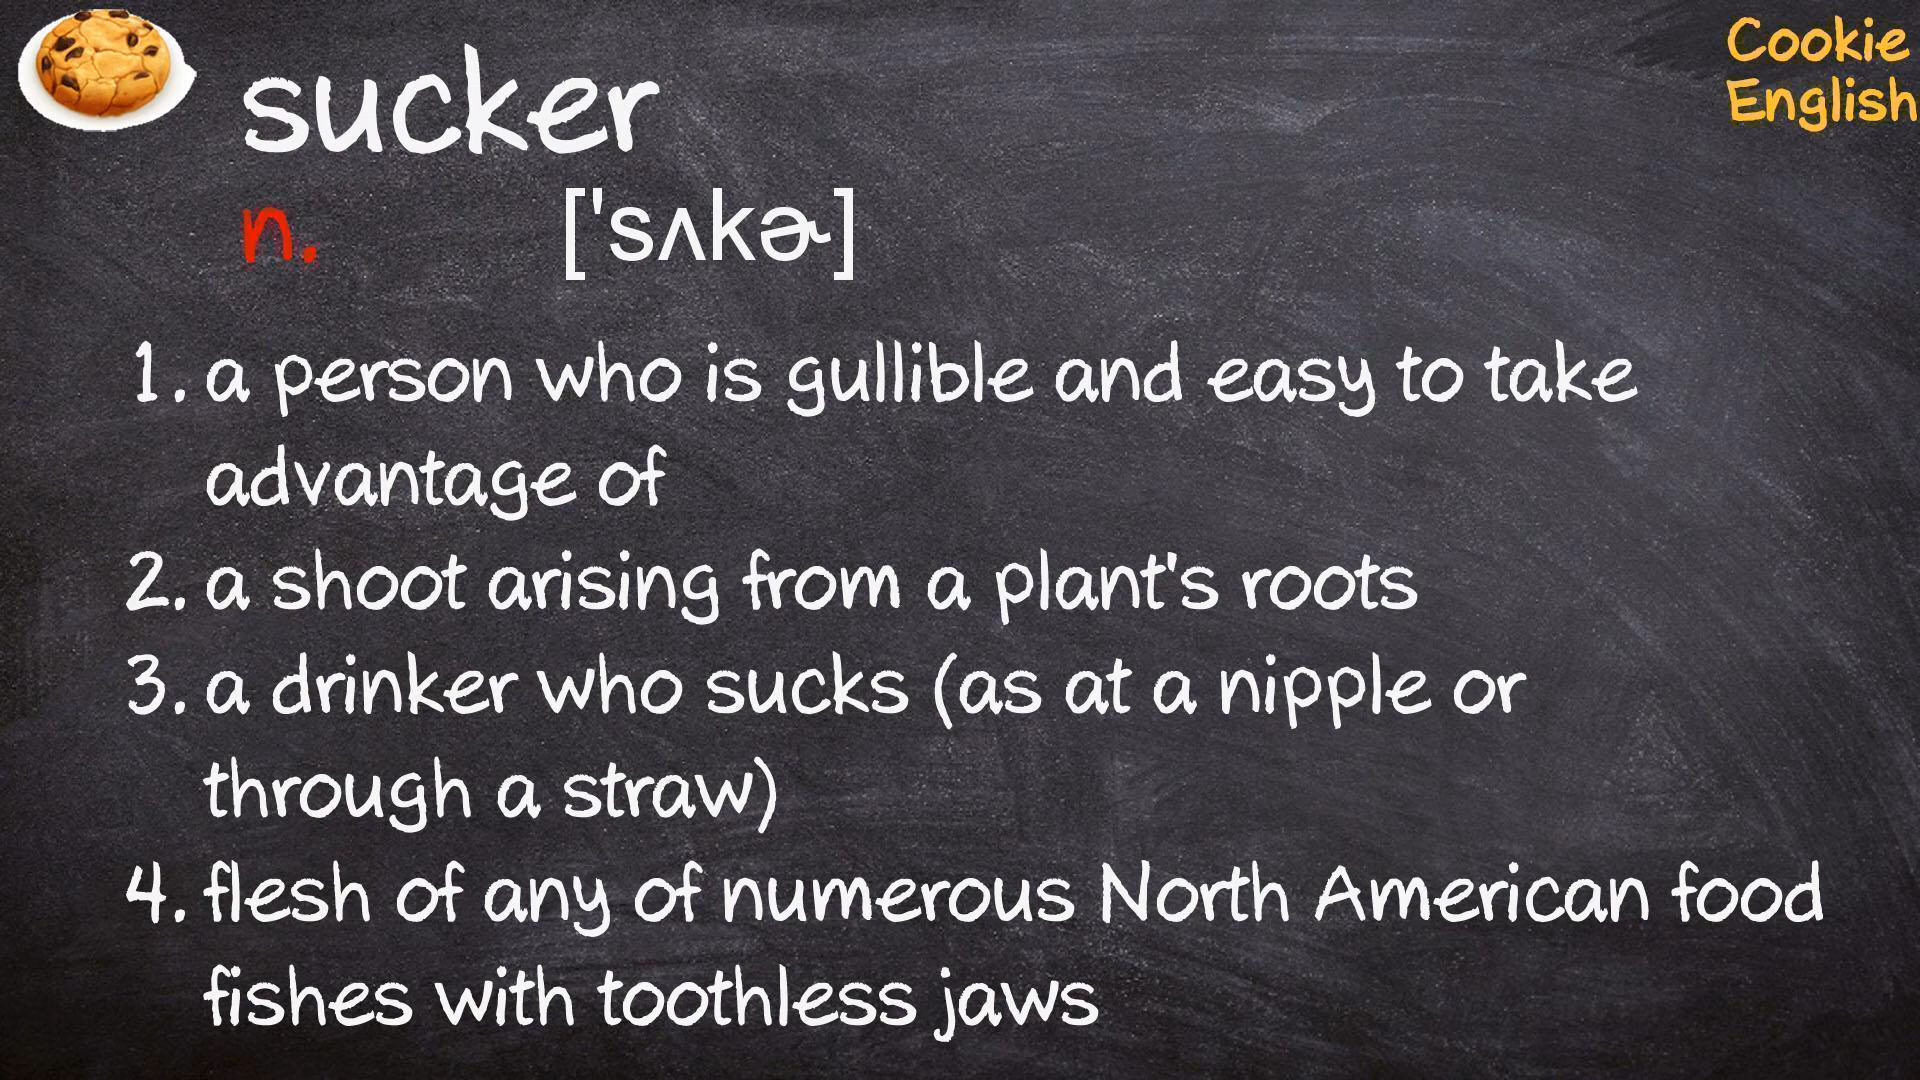 Cookie
English
sucker
n. ['sʌkɚ]
1. a person who is gullible and easy to take
advantage of
2. a shoot arising from a plant's roots
3. a drinker who sucks (as at a nipple or
through a straw)
4. flesh of any of numerous North American food
fishes with toothless jaws